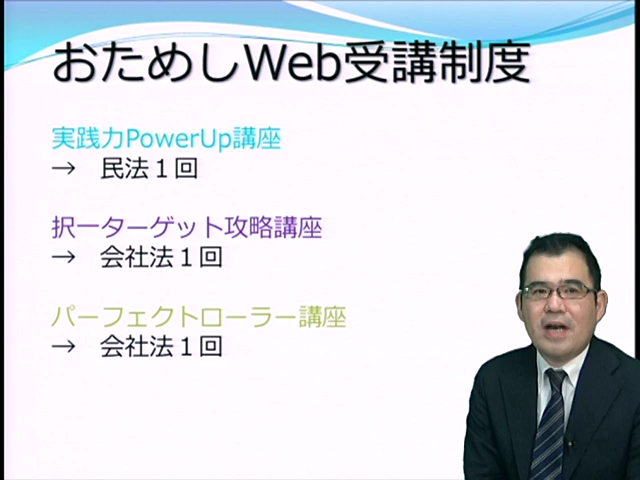 おためしWeb受講制度
実践力PowerUp講座
→　民法１回
択一ターゲット攻略講座
→　会社法１回
パーフェクトローラー講座
→　会社法１回